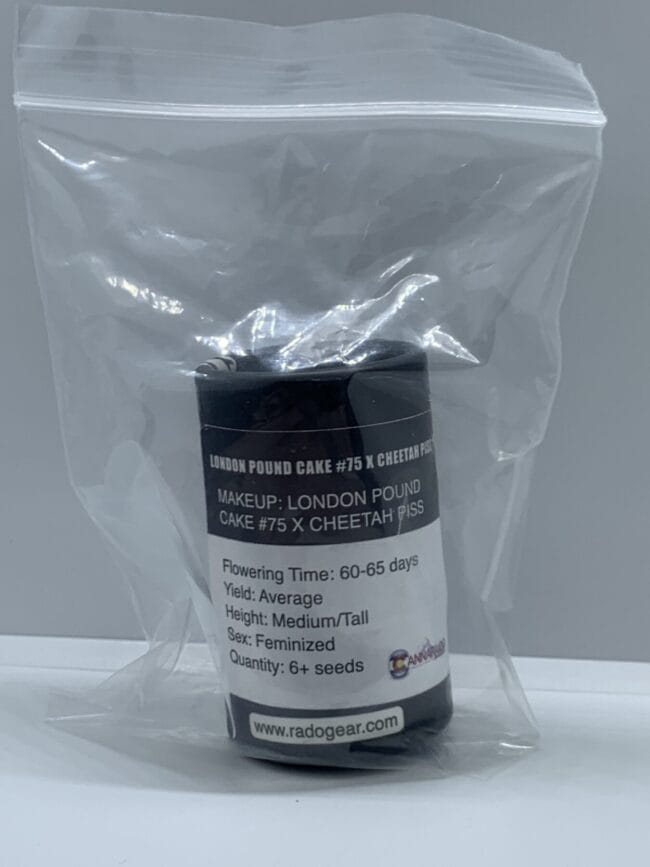 LONDON POUND CAKE #75 X CHEETAH PISS
MAKEUP: LONDON POUND
CAKE #75 X CHEETAH PISS
Flowering Time: 60-65 days
Yield: Average
Height: Medium/Tall
Sex: Feminized
Quantity: 6+ seeds
www.radogear.com